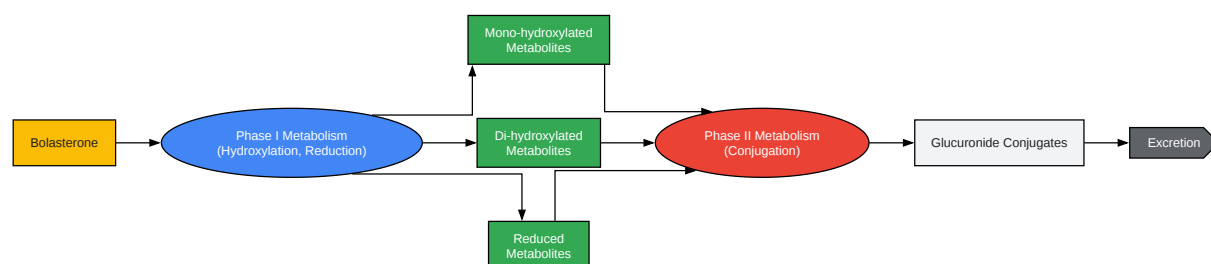 Mono-hydroxylated
Metabolites
Bolasterone
Phase I Metabolism
(Hydroxylation, Reduction)
Di-hydroxylated
Metabolites
Phase II Metabolism
(Conjugation)
Glucuronide Conjugates
Excretion
Reduced
Metabolites